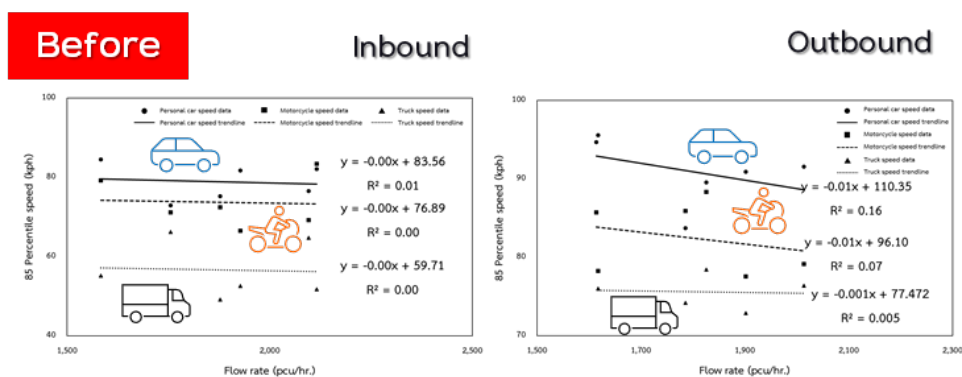 Before
Inbound
Outbound
100
80
60
40
85 Percentile speed (kph)
Personal car speed data Motorcycle speed data Truck speed data
Personal car speed trendline Motorcycle speed trendline Truck speed trendline
y = -0.00x + 83.56
R² = 0.01
y = -0.00x + 76.89
R² = 0.00
y = -0.00x + 59.71
R² = 0.00
1,500 2,000 2,500
Flow rate (pcu/hr.)
100
90
80
70
85 Percentile speed (kph)
Personal car speed data
Personal car speed trendline
Motorcycle speed data
Motorcycle speed trendline
Truck speed data
Truck speed trendline
y = -0.01x + 110.35
R² = 0.16
y = -0.01x + 96.10
R² = 0.07
y = -0.001x + 77.472
R² = 0.005
1,500 1,700 1,900 2,100 2,300
Flow rate (pcu/hr.)